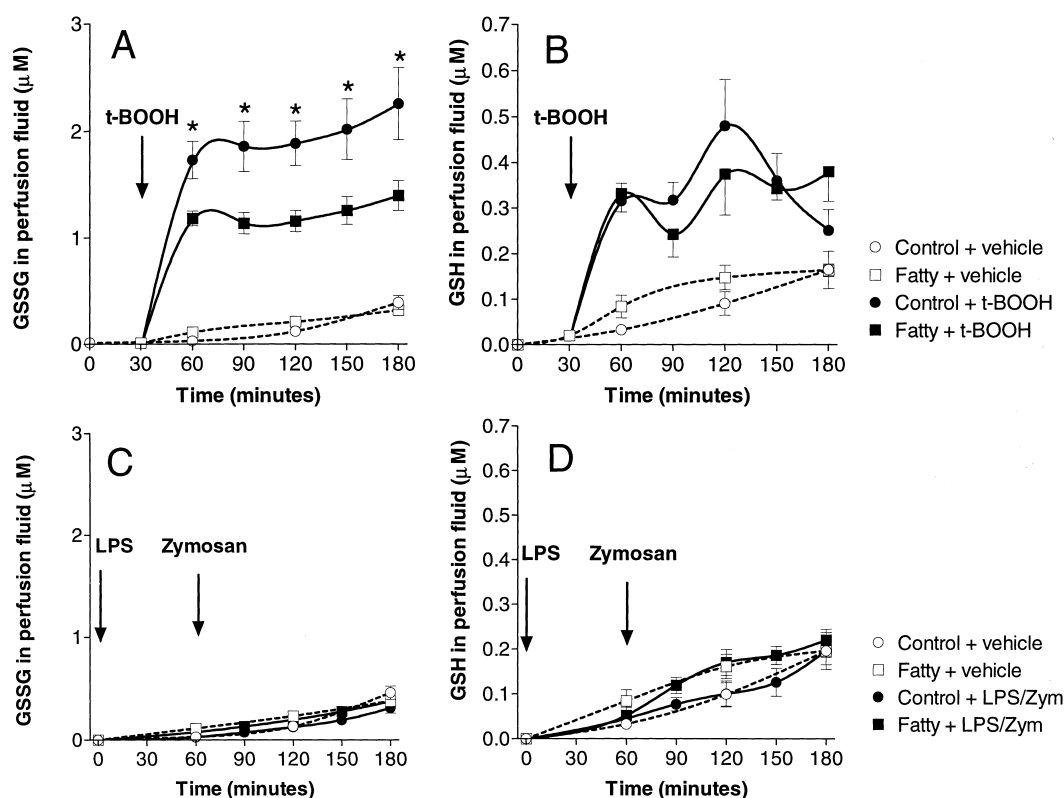 A
GSSG in perfusion fluid (μ M)
3
2
1
0
t-BOOH
* * * * *
0 30 60 90 120 150 180
Time (minutes)
B
GSH in perfusion fluid (μ M)
0.7
0.6
0.5
0.4
0.3
0.2
0.1
0.0
t-BOOH
0 30 60 90 120 150 180
Time (minutes)
Control + vehicle
Fatty + vehicle
Control + t-BOOH
Fatty + t-BOOH
C
GSSG in perfusion fluid (μ M)
3
2
1
0
LPS Zymosan
0 30 60 90 120 150 180
Time (minutes)
D
GSH in perfusion fluid (μ M)
0.7
0.6
0.5
0.4
0.3
0.2
0.1
0.0
LPS Zymosan
0 30 60 90 120 150 180
Time (minutes)
Control + vehicle
Fatty + vehicle
Control + LPS/Zym
Fatty + LPS/Zym